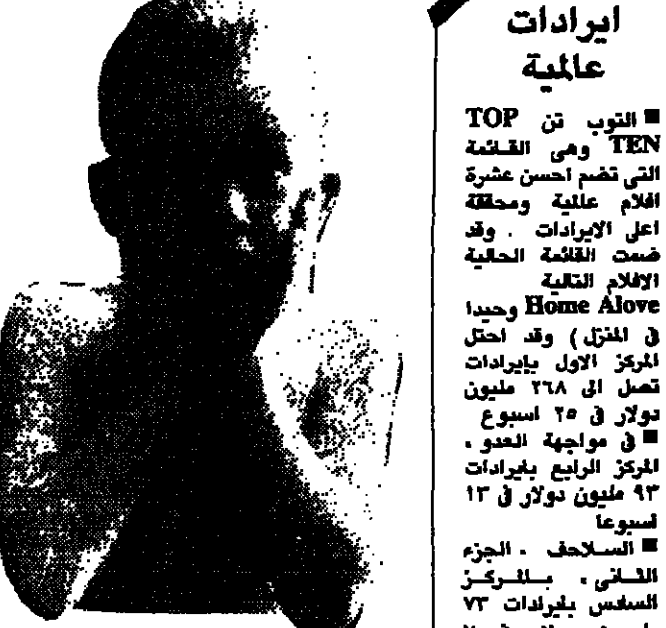 ايرادات
عالمية
■ التوب تن TOP
TEN وهى القائمة
التى تضم احسن عشرة
افلام عالمية ومحققة
اعلى الايرادات . وقد
ضمت القائمة الحالية
الافلام التالية
Home Alove وحيدا
فى المنزل ) وقد احتل
المركز الاول بإيرادات
تصل الى ٢٦٨ مليون
دولار فى ٢٥ اسبوع
■ فى مواجهة العدو .
المركز الرابع بايرادات
٩٣ مليون دولار فى ١٣
اسبوعا
■ السلاحف . الجزء
الثانى . بالمركز
السادس بايرادات ٧٣